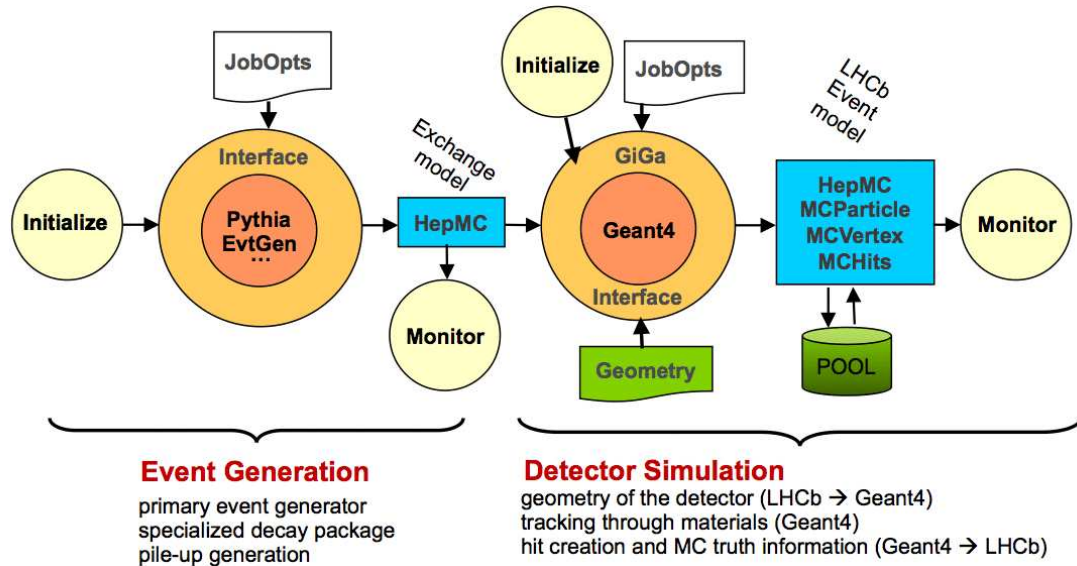 JobOpts
Interface
Initialize
Pythia
EvtGen
...
Exchange
model
HepMC
Monitor
Initialize
JobOpts
GiGa
Geant4
Interface
Geometry
LHCb
Event
model
HepMC
MCParticle
MCVertex
MCHits
Monitor
POOL
Event Generation
primary event generator
specialized decay package
pile-up generation
Detector Simulation
geometry of the detector (LHCb → Geant4)
tracking through materials (Geant4)
hit creation and MC truth information (Geant4 → LHCb)